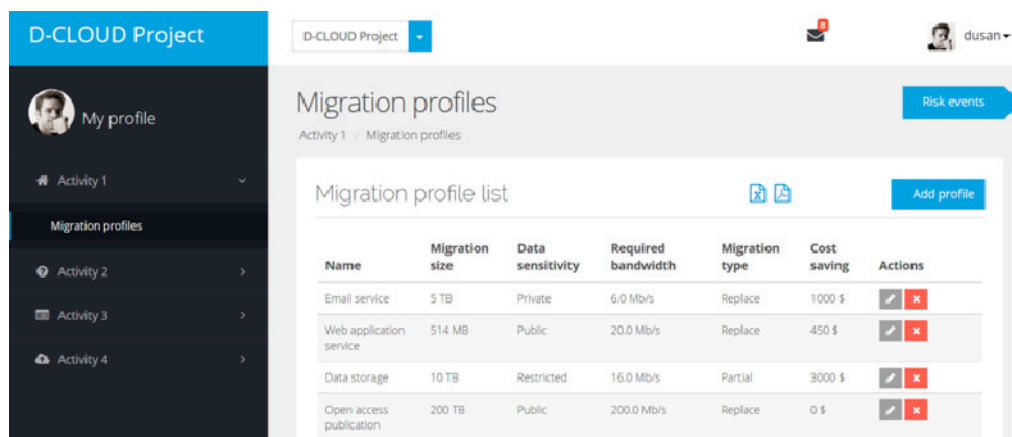 D-CLOUD Project
D-CLOUD Project
8
dusan
My profile
Migration profiles
Risk events
Activity 1 / Migration profiles
Activity 1
Migration profiles
Activity 2
Activity 3
Activity 4
Migration profile list
Add profile
Name Migration size Data sensitivity Required bandwidth Migration type Cost saving Actions
Email service 5 TB Private 6.0 Mb/s Replace 1000 $
Web application service 514 MB Public 20.0 Mb/s Replace 450 $
Data storage 10 TB Restricted 16.0 Mb/s Partial 3000 $
Open access publication 200 TB Public 200.0 Mb/s Replace 0 $